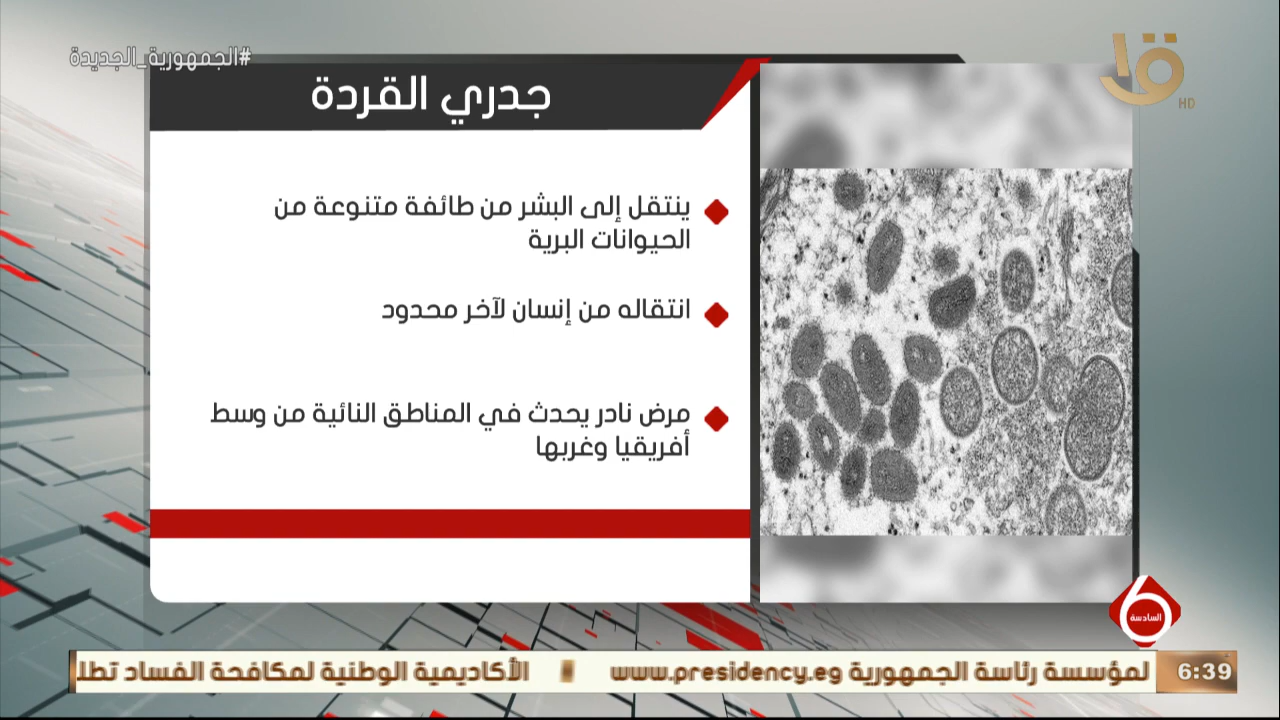 #الجمهورية_الجديدة
HD
جدري القردة
ينتقل إلى البشر من طائفة متنوعة من
الحيوانات البرية
انتقاله من إنسان لآخر محدود
مرض نادر يحدث في المناطق النائية من وسط
أفريقيا وغربها
6
السادسة
6:39
لمؤسسة رئاسة الجمهورية www.presidency.eg
الأكاديمية الوطنية لمكافحة الفساد تطلا